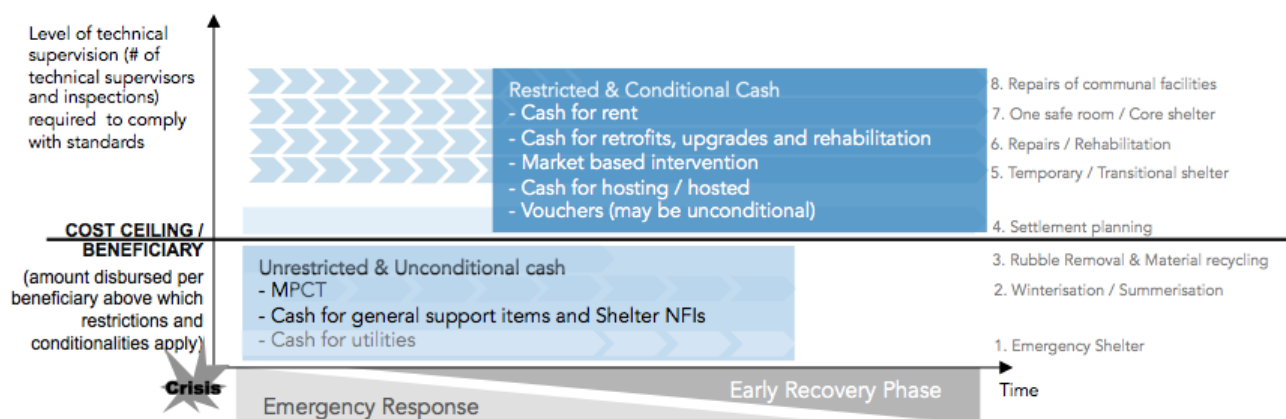 Level of technical
supervision (# of
technical supervisors
and inspections)
required to comply
with standards
COST CEILING /
BENEFICIARY
(amount disbursed per
beneficiary above which
restrictions and
conditionalities apply)
Crisis
Restricted & Conditional Cash
- Cash for rent
- Cash for retrofits, upgrades and rehabilitation
- Market based intervention
- Cash for hosting / hosted
- Vouchers (may be unconditional)
Unrestricted & Unconditional cash
- MPCT
- Cash for general support items and Shelter NFIs
- Cash for utilities
8. Repairs of communal facilities
7. One safe room / Core shelter
6. Repairs / Rehabilitation
5. Temporary / Transitional shelter
4. Settlement planning
3. Rubble Removal & Material recycling
2. Winterisation / Summerisation
1. Emergency Shelter
Time
Early Recovery Phase
Emergency Response